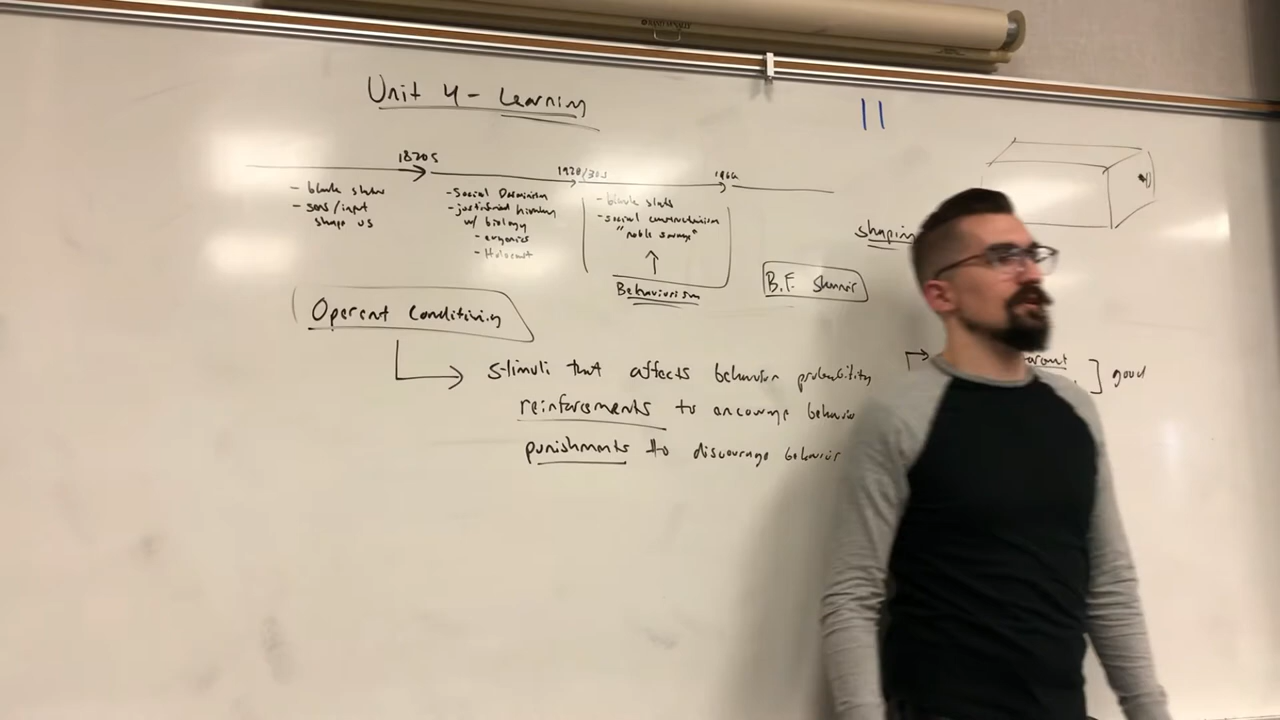 Unit 4 - Learning
11
1870s
1920/30s
1960
- blank slate
- sens/input
shape us
- Social Darwinism
- justified
w/ biology
- eugenics
- Holocaust
- blank slate
- social constructionism
"noble savage"
Behaviorism
B.F. Skinner
shaping
Operant Conditioning
stimuli that affects behavior probability
reinforcements to encourage behavior
punishments to discourage behavior
good